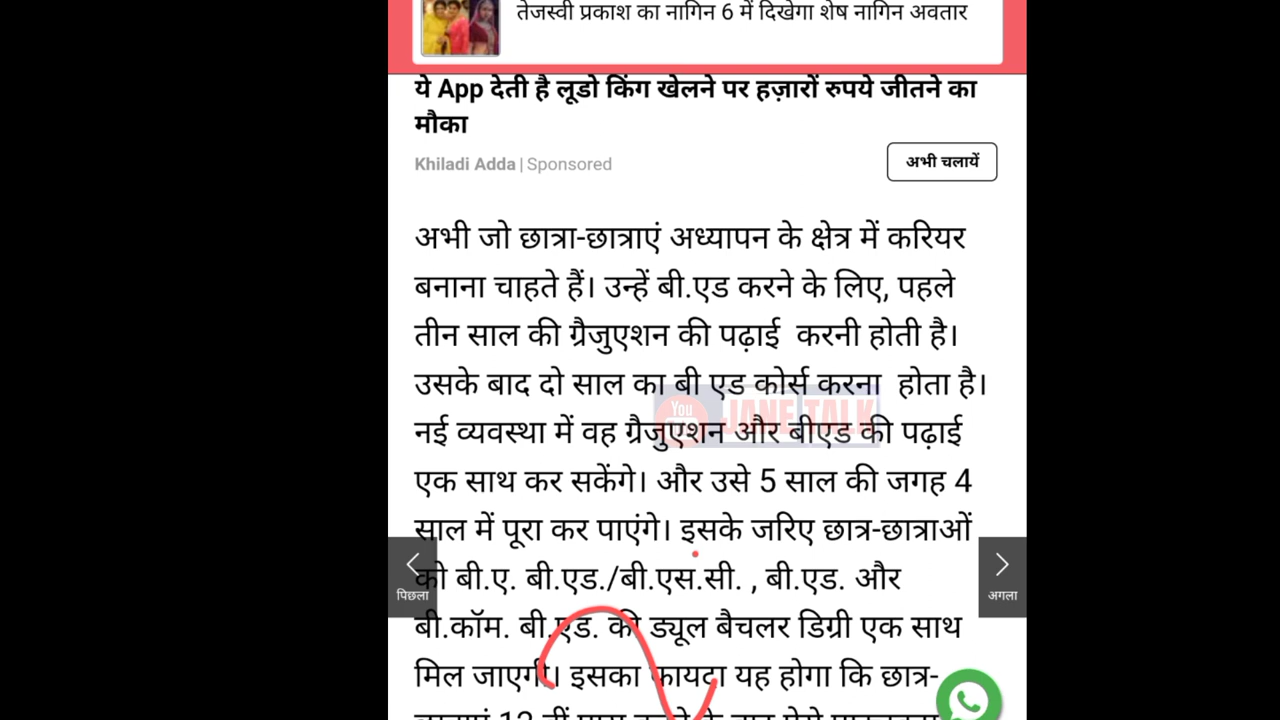 तेजस्वी प्रकाश का नागिन 6 में दिखेगा शेष नागिन अवतार
ये App देती है लूडो किंग खेलने पर हज़ारों रुपये जीतने का
मौका
Khiladi Adda | Sponsored
अभी चलायें
अभी जो छात्रा-छात्राएं अध्यापन के क्षेत्र में करियर
बनाना चाहते हैं। उन्हें बी.एड करने के लिए, पहले
तीन साल की ग्रैजुएशन की पढ़ाई करनी होती है।
उसके बाद दो साल का बी एड कोर्स करना होता है।
You JANE TALK
नई व्यवस्था में वह ग्रैजुएशन और बीएड की पढ़ाई
एक साथ कर सकेंगे। और उसे 5 साल की जगह 4
साल में पूरा कर पाएंगे। इसके जरिए छात्र-छात्राओं
को बी.ए. बी.एड./बी.एस.सी. , बी.एड. और
बी.कॉम. बी.एड. की ड्यूल बैचलर डिग्री एक साथ
मिल जाएगी। इसका फायदा यह होगा कि छात्र-
पिछला
अगला